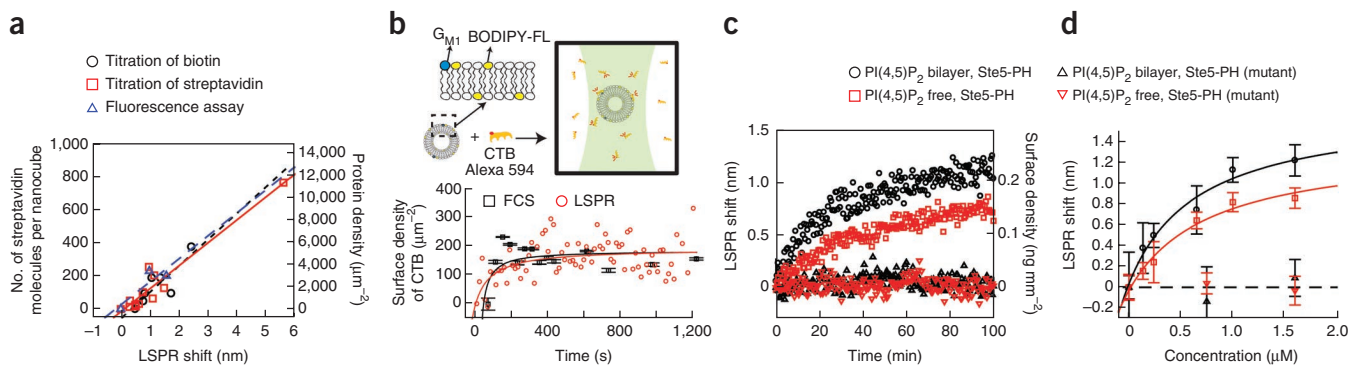 a
Titration of biotin
Titration of streptavidin
Fluorescence assay
No. of streptavidin
molecules per nanocube
1,000
800
600
400
200
0
14,000
12,000
10,000
8,000
6,000
4,000
2,000
0
Protein density (μm−2)
−1 0 1 2 3 4 5 6
LSPR shift (nm)
b
GM1 BODIPY-FL
+
CTB
Alexa 594
FCS LSPR
Surface density
of CTB (μm−2)
400
300
200
100
0
0 400 800 1,200
Time (s)
c
PI(4,5)P2 bilayer, Ste5-PH
PI(4,5)P2 free, Ste5-PH
LSPR shift (nm)
1.5
1.0
0.5
0
0.2
0.1
0
Surface density (ng mm−2)
0 20 40 60 80 100
Time (min)
d
PI(4,5)P2 bilayer, Ste5-PH (mutant)
PI(4,5)P2 free, Ste5-PH (mutant)
LSPR shift (nm)
1.4
1.2
1.0
0.8
0.6
0.4
0.2
0
−0.2
0 0.5 1.0 1.5 2.0
Concentration (μM)